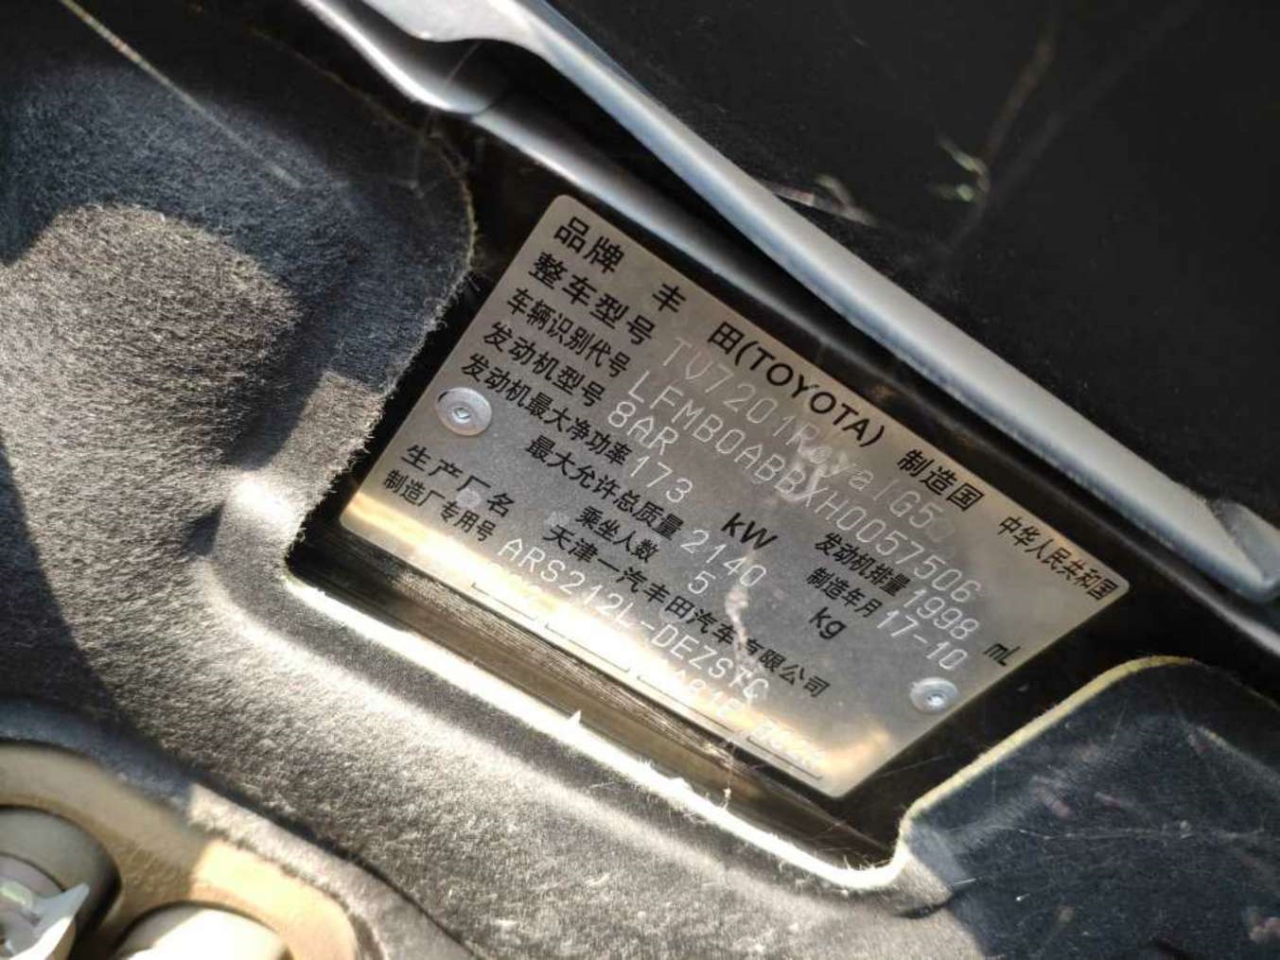 品牌 丰田(TOYOTA) 制造国 中华人民共和国
整车型号 TV7201RoyalG5
车辆识别代号 LFMB0ABBXH0057506
发动机型号 8AR 发动机排量 1998 mL
发动机最大净功率 173 kW 制造年月 17-10
最大允许总质量 2140 kg
乘坐人数 5
生产厂名 天津一汽丰田汽车有限公司
制造厂专用号 ARS212L-DEZSTC